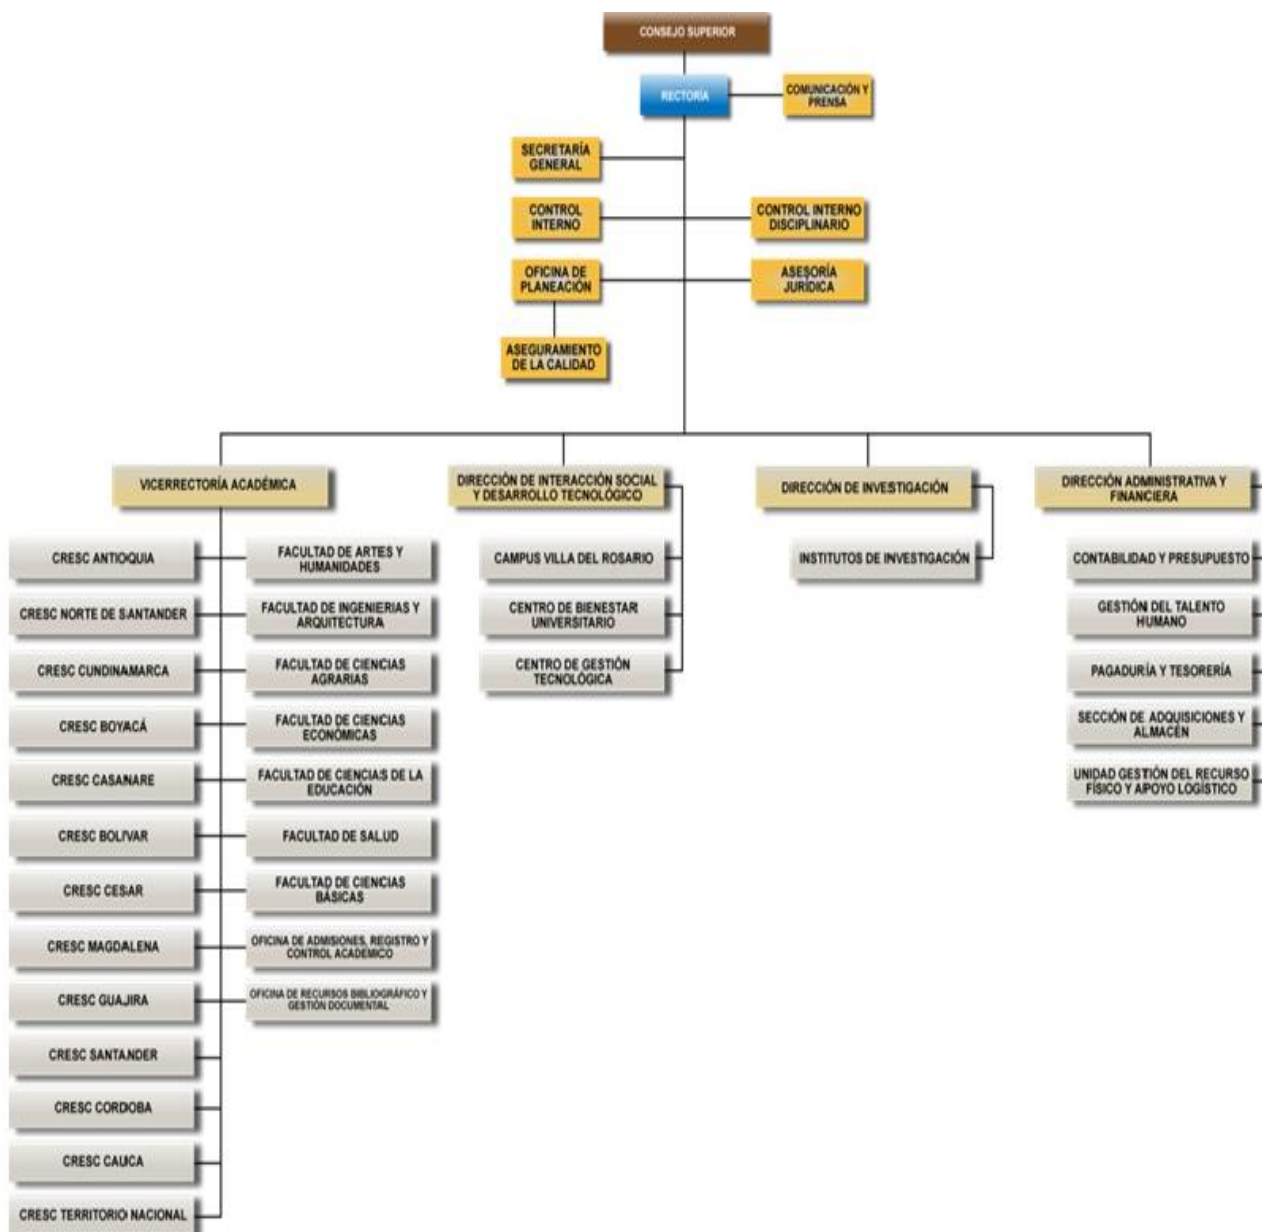 CONSEJO SUPERIOR
RECTORÍA
COMUNICACIÓN Y
PRENSA
SECRETARÍA
GENERAL
CONTROL
INTERNO
CONTROL INTERNO
DISCIPLINARIO
OFICINA DE
PLANEACIÓN
ASESORÍA
JURÍDICA
ASEGURAMIENTO
DE LA CALIDAD
VICERRECTORÍA ACADÉMICA
CRESC ANTIOQUIA
CRESC NORTE DE SANTANDER
CRESC CUNDINAMARCA
CRESC BOYACÁ
CRESC CASANARE
CRESC BOLIVAR
CRESC CESAR
CRESC MAGDALENA
CRESC GUAJIRA
CRESC SANTANDER
CRESC CORDOBA
CRESC CAUCA
CRESC TERRITORIO NACIONAL
FACULTAD DE ARTES Y
HUMANIDADES
FACULTAD DE INGENIERIAS Y
ARQUITECTURA
FACULTAD DE CIENCIAS
AGRARIAS
FACULTAD DE CIENCIAS
ECONÓMICAS
FACULTAD DE CIENCIAS DE LA
EDUCACIÓN
FACULTAD DE SALUD
FACULTAD DE CIENCIAS
BÁSICAS
OFICINA DE ADMISIONES, REGISTRO Y
CONTROL ACADÉMICO
OFICINA DE RECURSOS BIBLIOGRÁFICO Y
GESTIÓN DOCUMENTAL
DIRECCIÓN DE INTERACCIÓN SOCIAL
Y DESARROLLO TECNOLÓGICO
CAMPUS VILLA DEL ROSARIO
CENTRO DE BIENESTAR
UNIVERSITARIO
CENTRO DE GESTIÓN
TECNOLÓGICA
DIRECCIÓN DE INVESTIGACIÓN
INSTITUTOS DE INVESTIGACIÓN
DIRECCIÓN ADMINISTRATIVA Y
FINANCIERA
CONTABILIDAD Y PRESUPUESTO
GESTIÓN DEL TALENTO
HUMANO
PAGADURÍA Y TESORERÍA
SECCIÓN DE ADQUISICIONES Y
ALMACÉN
UNIDAD GESTIÓN DEL RECURSO
FÍSICO Y APOYO LOGÍSTICO